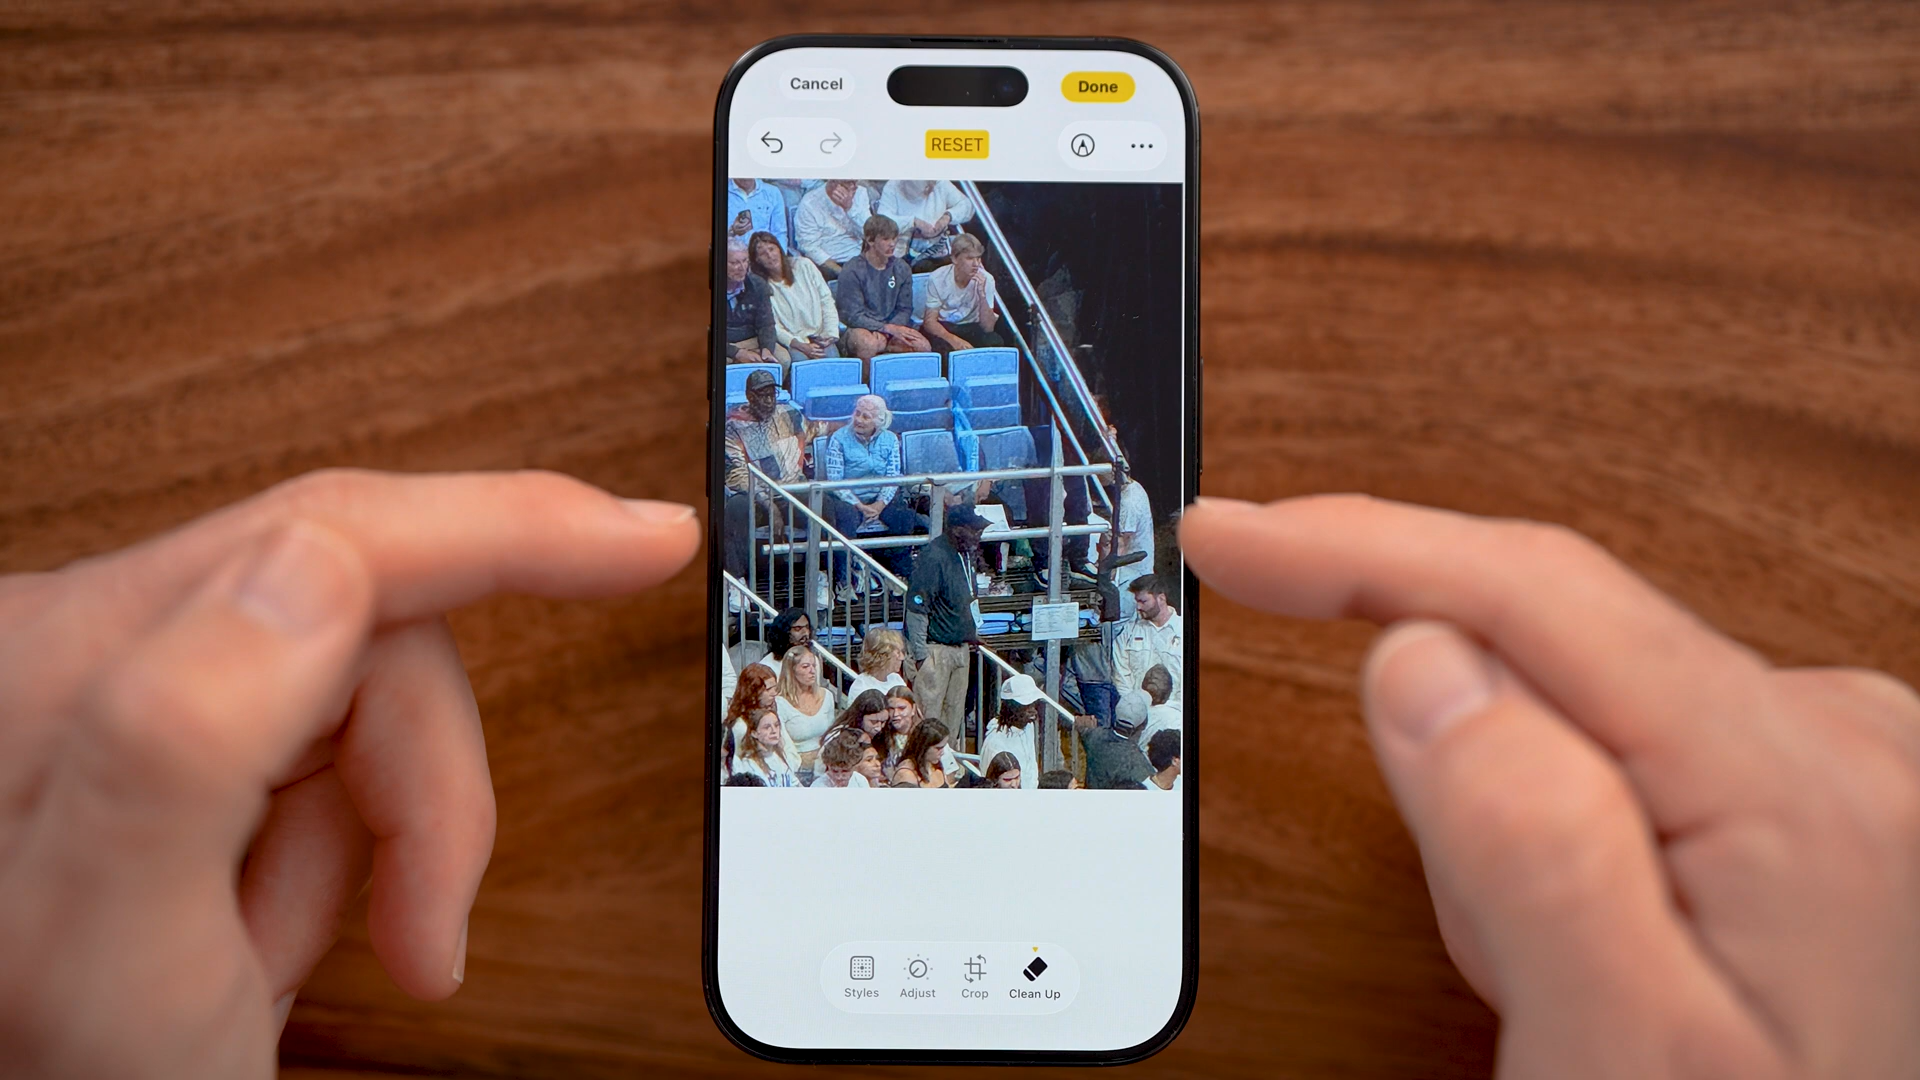 Cancel
Done
RESET
Styles
Adjust
Crop
Clean Up